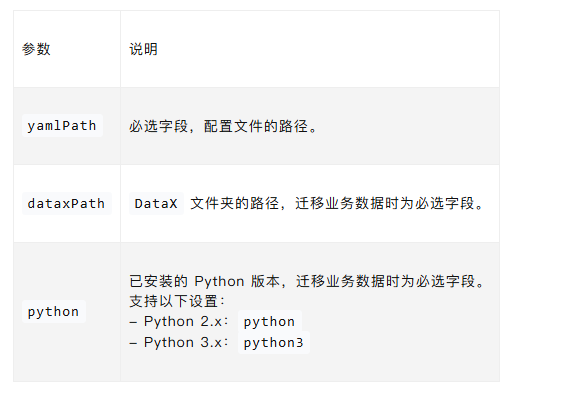 参数 说明
yamlPath 必选字段，配置文件的路径。
dataxPath DataX 文件夹的路径，迁移业务数据时为必选字段。
已安装的 Python 版本，迁移业务数据时为必选字段。
支持以下设置：
python
– Python 2.x： python
– Python 3.x： python3